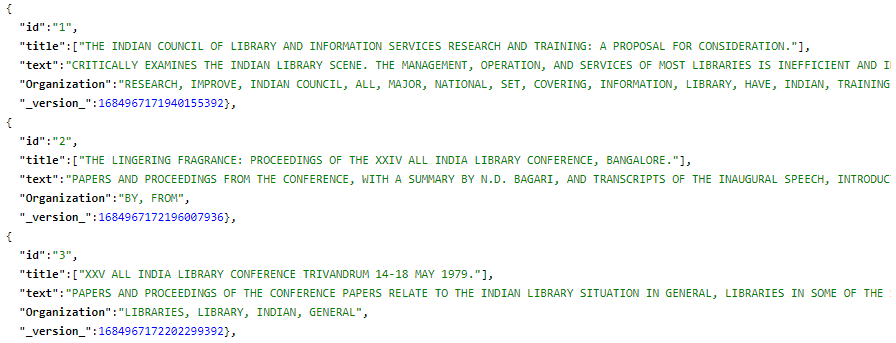 {
"id":"1",
"title":["THE INDIAN COUNCIL OF LIBRARY AND INFORMATION SERVICES RESEARCH AND TRAINING: A PROPOSAL FOR CONSIDERATION."],
"text":"CRITICALLY EXAMINES THE INDIAN LIBRARY SCENE. THE MANAGEMENT, OPERATION, AND SERVICES OF MOST LIBRARIES IS INEFFICIENT AND
"Organization":"RESEARCH, IMPROVE, INDIAN COUNCIL, ALL, MAJOR, NATIONAL, SET, COVERING, INFORMATION, LIBRARY, HAVE, INDIAN, TRAINING
"_version_":1684967171940155392},
{
"id":"2",
"title":["THE LINGERING FRAGRANCE: PROCEEDINGS OF THE XXIV ALL INDIA LIBRARY CONFERENCE, BANGALORE."],
"text":"PAPERS AND PROCEEDINGS FROM THE CONFERENCE, WITH A SUMMARY BY N.D. BAGARI, AND TRANSCRIPTS OF THE INAUGURAL SPEECH, INTRODUC
"Organization":"BY, FROM",
"_version_":1684967172196007936},
{
"id":"3",
"title":["XXV ALL INDIA LIBRARY CONFERENCE TRIVANDRUM 14-18 MAY 1979."],
"text":"PAPERS AND PROCEEDINGS OF THE CONFERENCE PAPERS RELATE TO THE INDIAN LIBRARY SITUATION IN GENERAL, LIBRARIES IN SOME OF THE
"Organization":"LIBRARIES, LIBRARY, INDIAN, GENERAL",
"_version_":1684967172202299392},